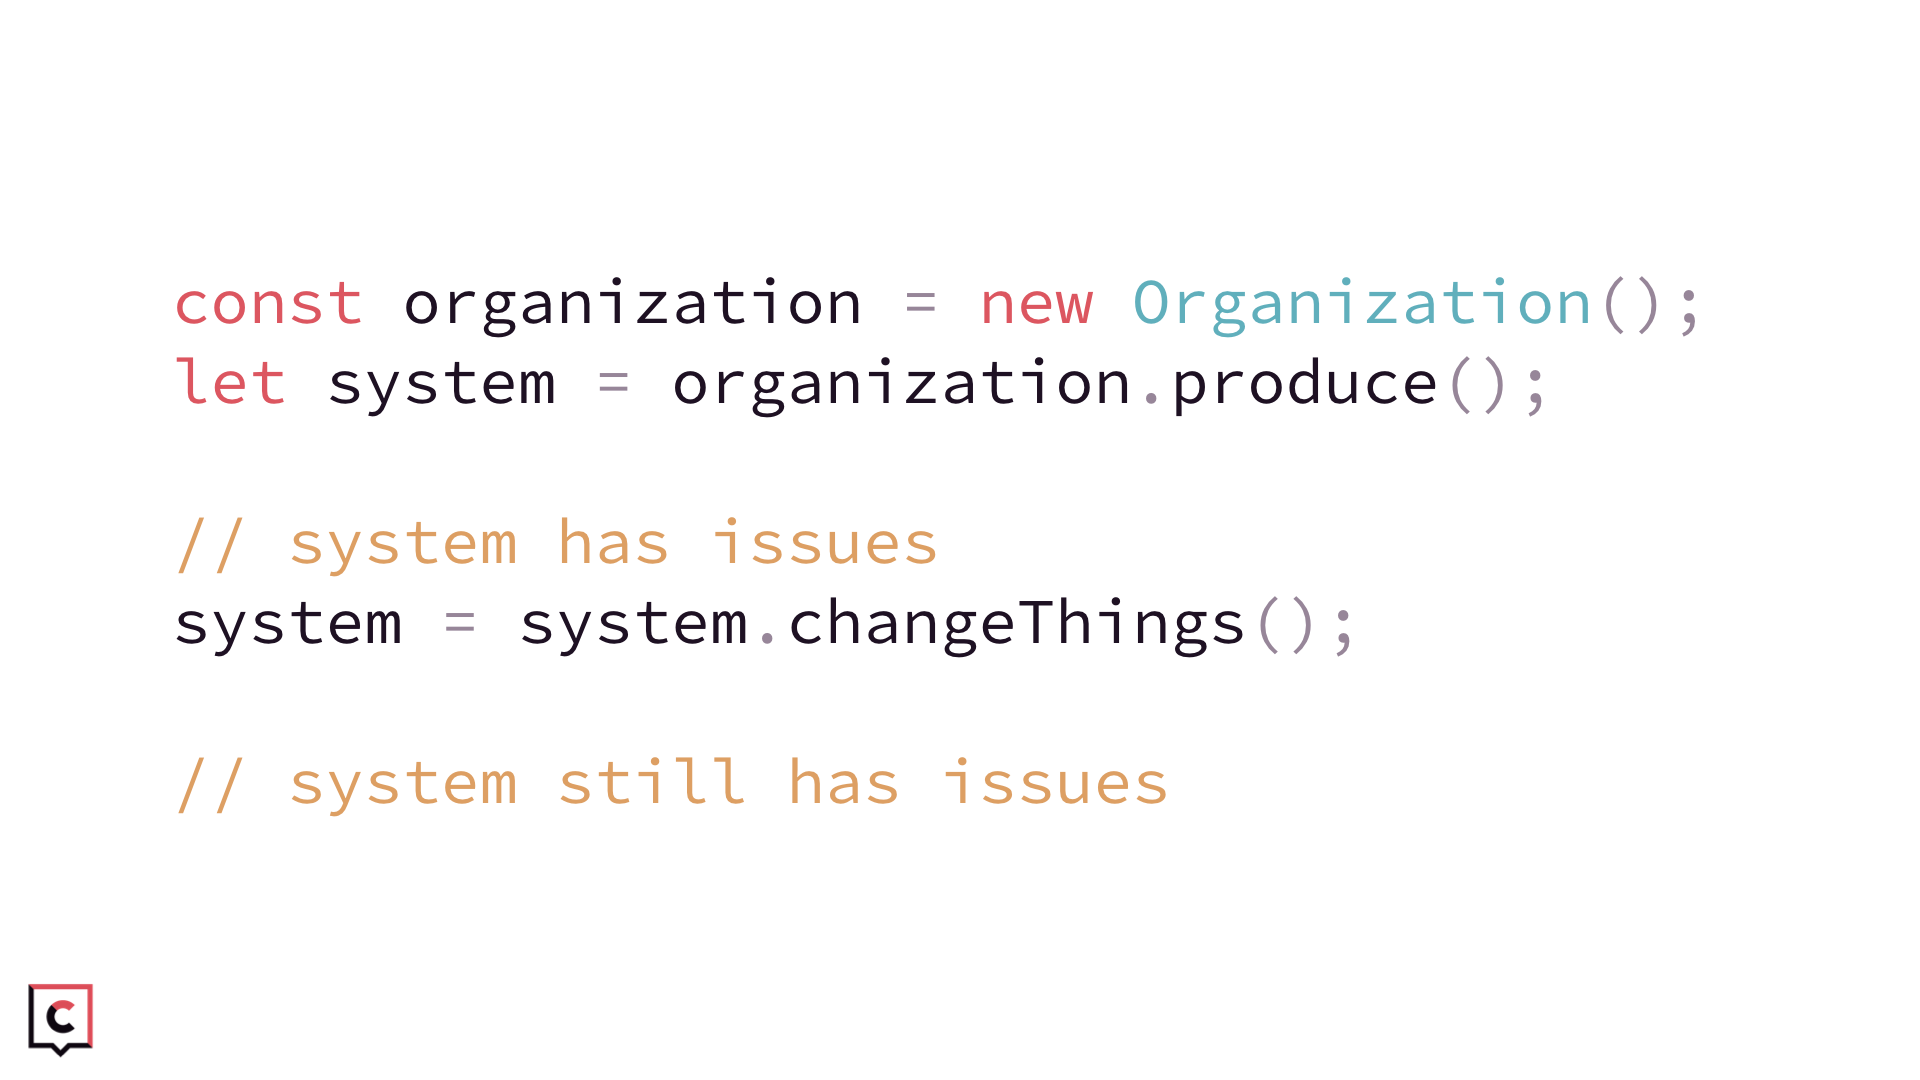 const organization = new Organization();
let system = organization.produce();
// system has issues
system = system.changeThings();
// system still has issues
C